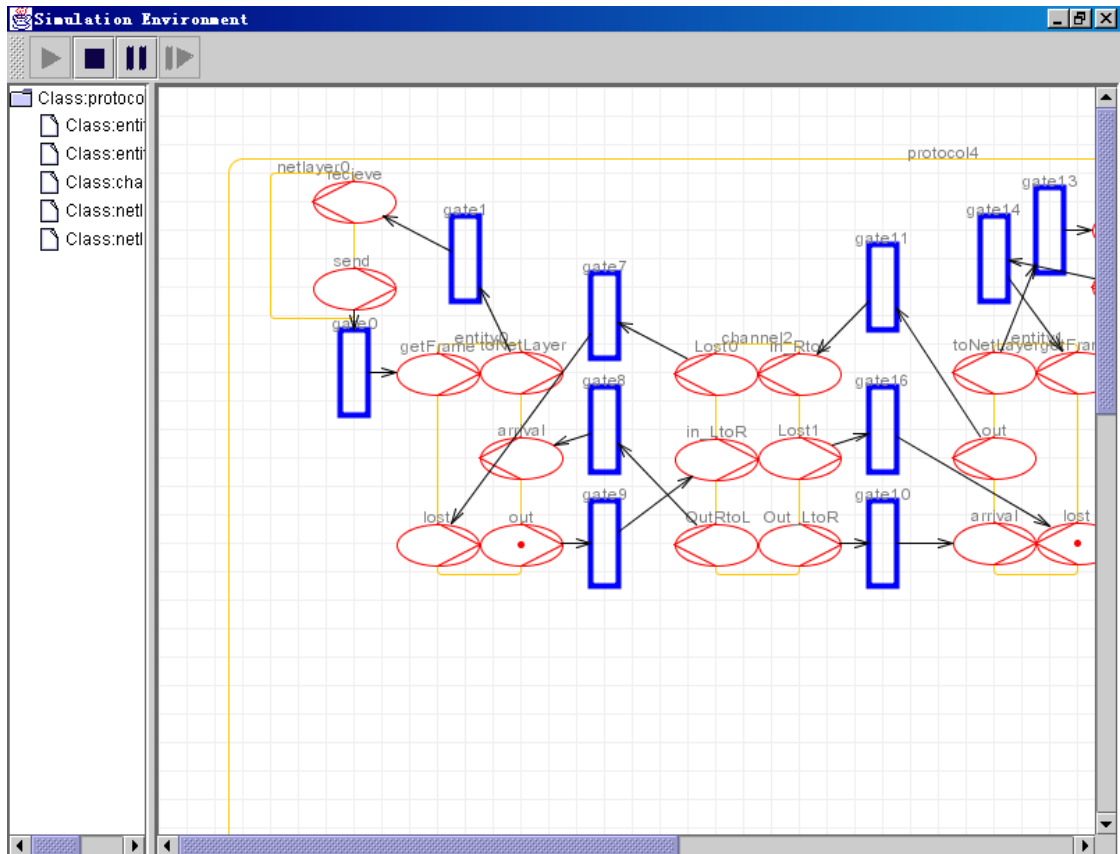 Simulation Environment
Class:protoco
Class:enti
Class:enti
Class:cha
Class:netl
Class:netl
protocol4
netlayer0
recieve
gate13
gate1
gate14
gate11
send
gate7
gate0
entity0
channel2
entity1
getFrame
toNetLayer
Lost0
in_Rto
toNetLayer
getFram
gate8
gate16
arrival
in_LtoR
Lost1
out
gate9
gate10
lost
out
OutRtoL
Out_LtoR
arrival
lost